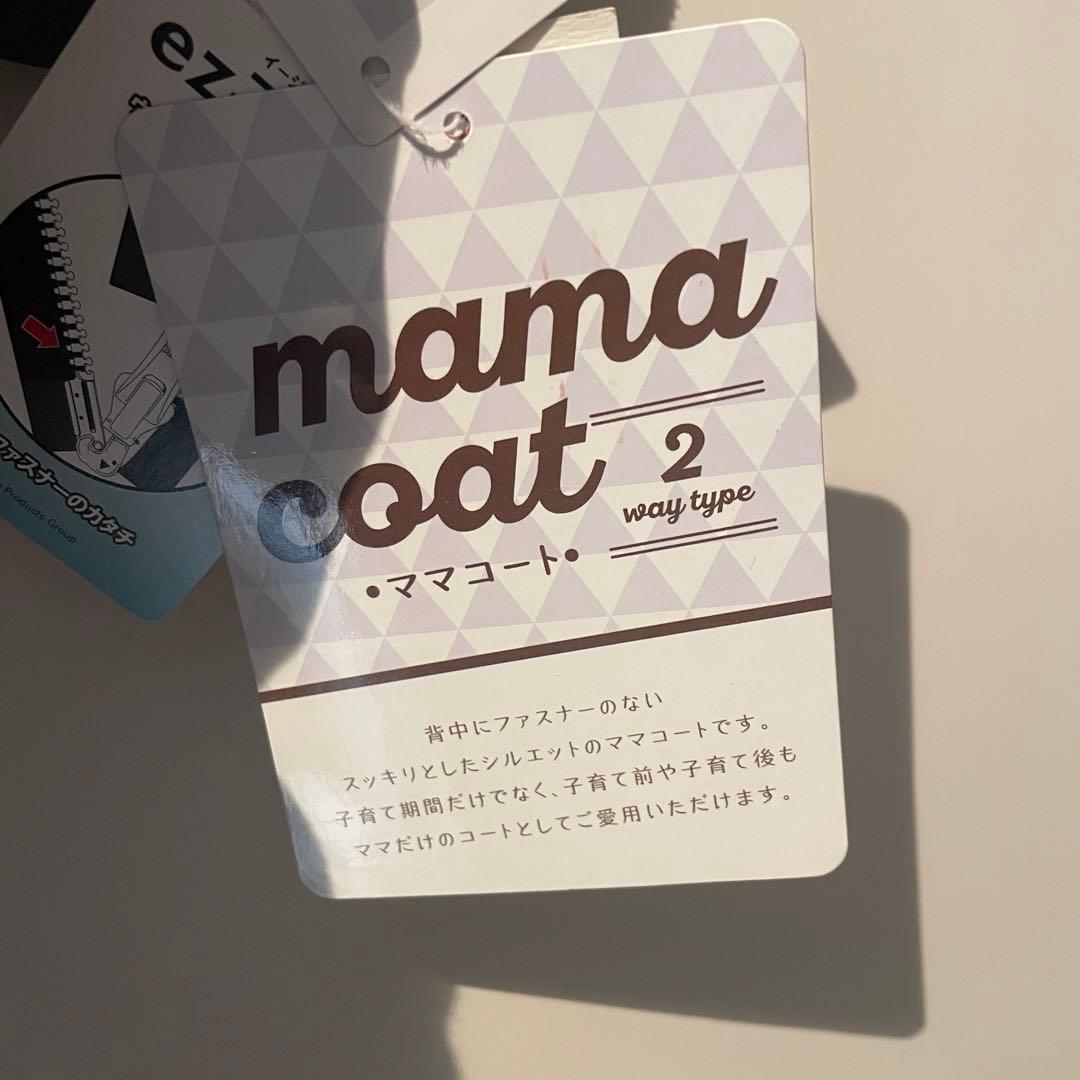 mama
coat
2
way type
•ママコート•
背中にファスナーのない
スッキリとしたシルエットのママコートです。
子育て期間だけでなく、子育て前や子育て後も
ママだけのコートとしてご愛用いただけます。
ファスナーのカタチ
Products Group